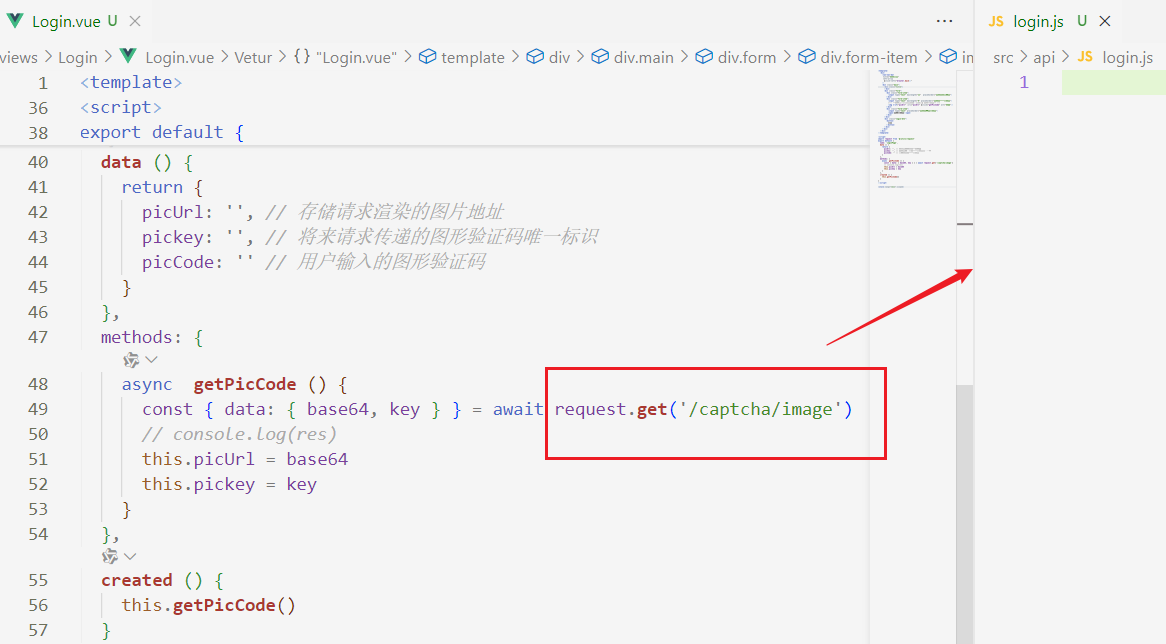 Login.vue U
views > Login > Login.vue > Vetur > {} "Login.vue" > template > div > div.main > div.form > div.form-item > in
1 <template>
36 <script>
38 export default {
40 data () {
41 return {
42 picUrl: '', // 存储请求渲染的图片地址
43 pickey: '', // 将来请求传递的图形验证码唯一标识
44 picCode: '' // 用户输入的图形验证码
45 }
46 },
47 methods: {
48 async getPicCode () {
49 const { data: { base64, key } } = await request.get('/captcha/image')
50 // console.log(res)
51 this.picUrl = base64
52 this.pickey = key
53 }
54 },
55 created () {
56 this.getPicCode()
57 }
JS login.js U
src > api > JS login.js
1